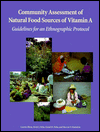 Community Assessment of
Natural Food Sources of Vitamin A
Guidelines for an Ethnographic Protocol